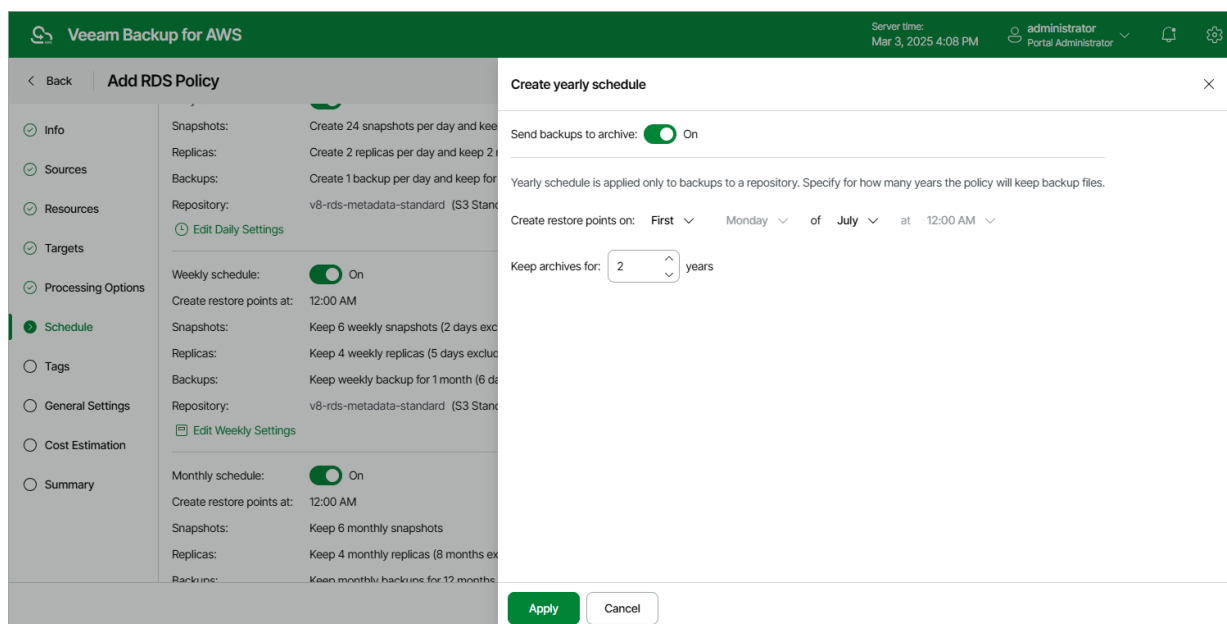 Veeam Backup for AWS
Server time:
Mar 3, 2025 4:08 PM
administrator
Portal Administrator
Back
Add RDS Policy
Info
Sources
Resources
Targets
Processing Options
Schedule
Tags
General Settings
Cost Estimation
Summary
Snapshots: Create 24 snapshots per day and kee
Replicas: Create 2 replicas per day and keep 2
Backups: Create 1 backup per day and keep for
Repository: v8-rds-metadata-standard (S3 Stan
Edit Daily Settings
Weekly schedule: On
Create restore points at: 12:00 AM
Snapshots: Keep 6 weekly snapshots (2 days exc
Replicas: Keep 4 weekly replicas (5 days exclud
Backups: Keep weekly backup for 1 month (6 da
Repository: v8-rds-metadata-standard (S3 Stan
Edit Weekly Settings
Monthly schedule: On
Create restore points at: 12:00 AM
Snapshots: Keep 6 monthly snapshots
Replicas: Keep 4 monthly replicas (8 months ex
Backups: Keep monthly backups for 12 months
Create yearly schedule
Send backups to archive: On
Yearly schedule is applied only to backups to a repository. Specify for how many years the policy will keep backup files.
Create restore points on: First Monday of July at 12:00 AM
Keep archives for: 2 years
Apply Cancel